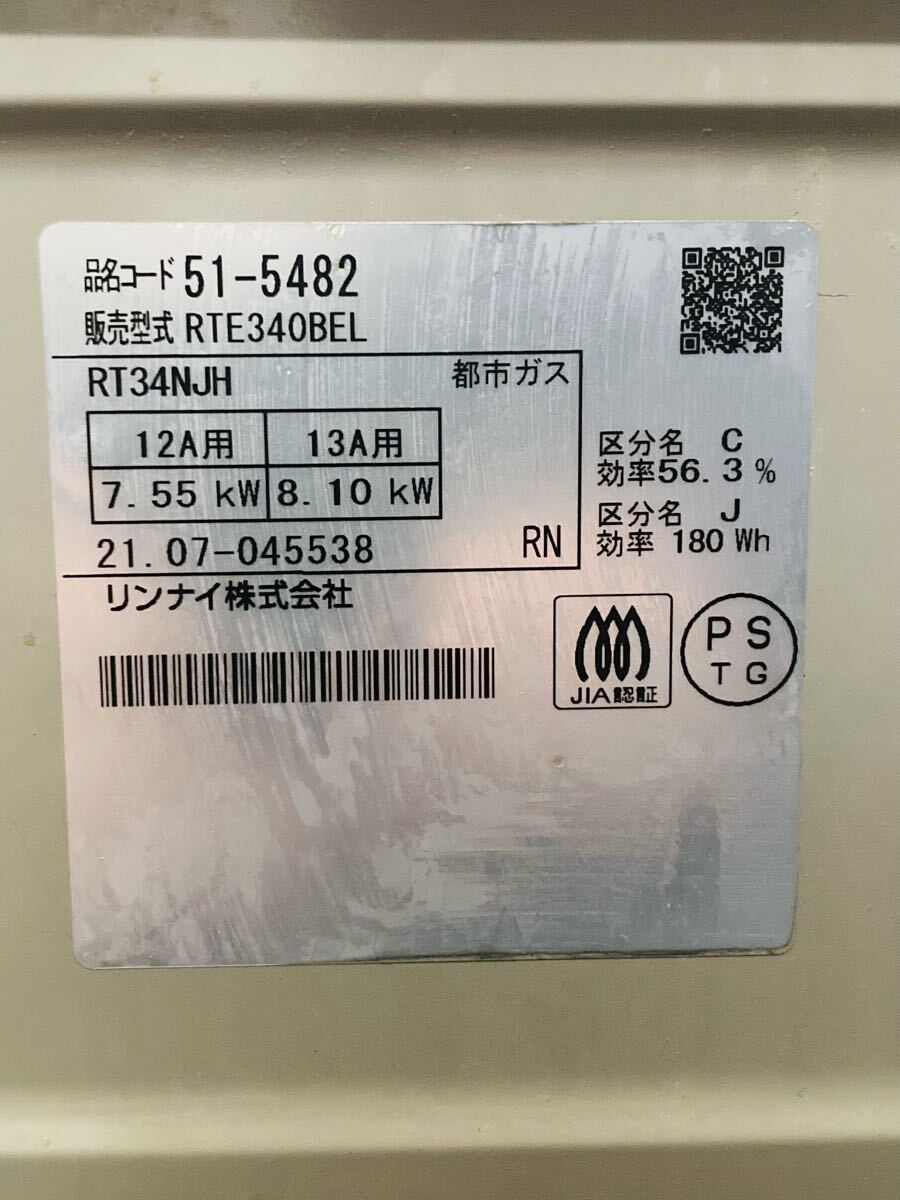 品名コード 51-5482
販売型式 RTE340BEL
RT34NJH 都市ガス
12A用 13A用
7.55 kW 8.10 kW
21.07-045538 RN
リンナイ株式会社
区分名 C
効率56.3 %
区分名 J
効率 180 Wh
JIA認証
PS
TG